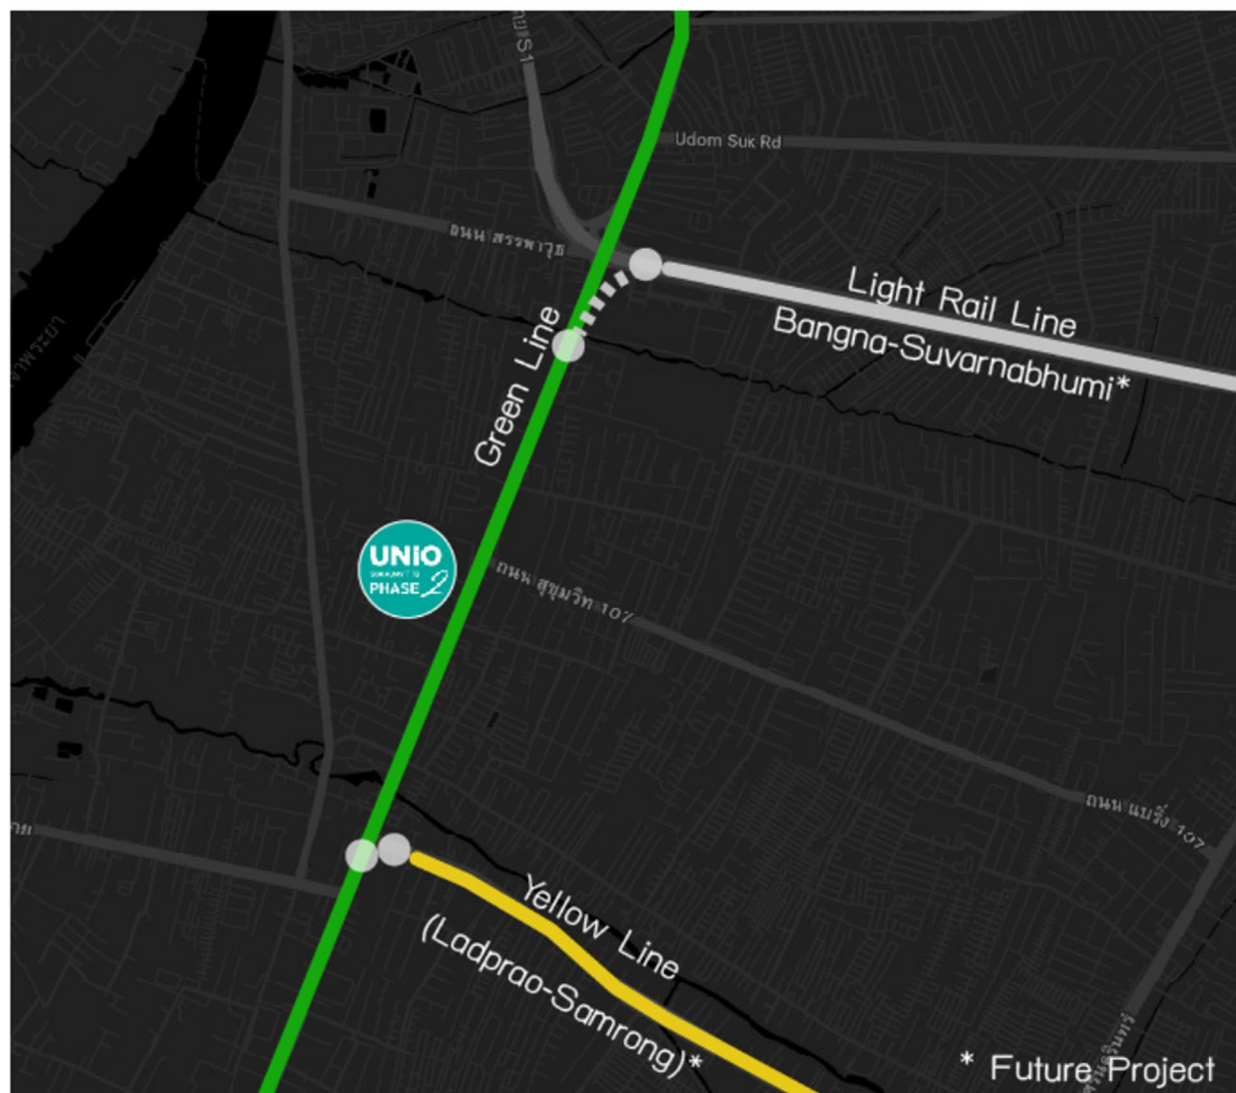 S1
Udom Suk Rd
ถนน สรรพาวุธ
Light Rail Line
Bangna-Suvarnabhumi*
Green Line
UNiO
PHASE 2
ถนน สุขุมวิท 107
ถนน แบริ่ง 107
Yellow Line
(Ladprao-Samrong)*
* Future Project